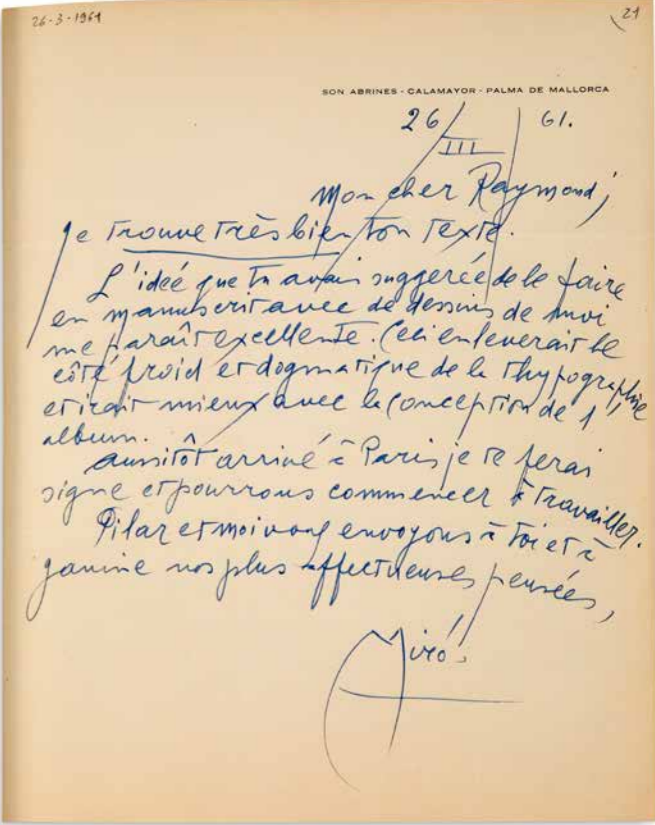 26-3-1961
21
SON ABRINES - CALAMAYOR - PALMA DE MALLORCA
26/III/61.
Mon cher Raymond,
Je trouve très bien ton texte.
L'ideé que tu avais suggereé de le faire
en manuscrit avec de dessins de moi
me paraît excellente. Ceci enleverait le
côté froid et dogmatique de la thypographie
et irait mieux avec la conception de l'
album.
aussitôt arrivé à Paris je te ferai
signe et pourrons commencer à travailler.
Pilar et moi vous envoyons à toi et à
Janine nos plus affectueuses pensées,
Miró.